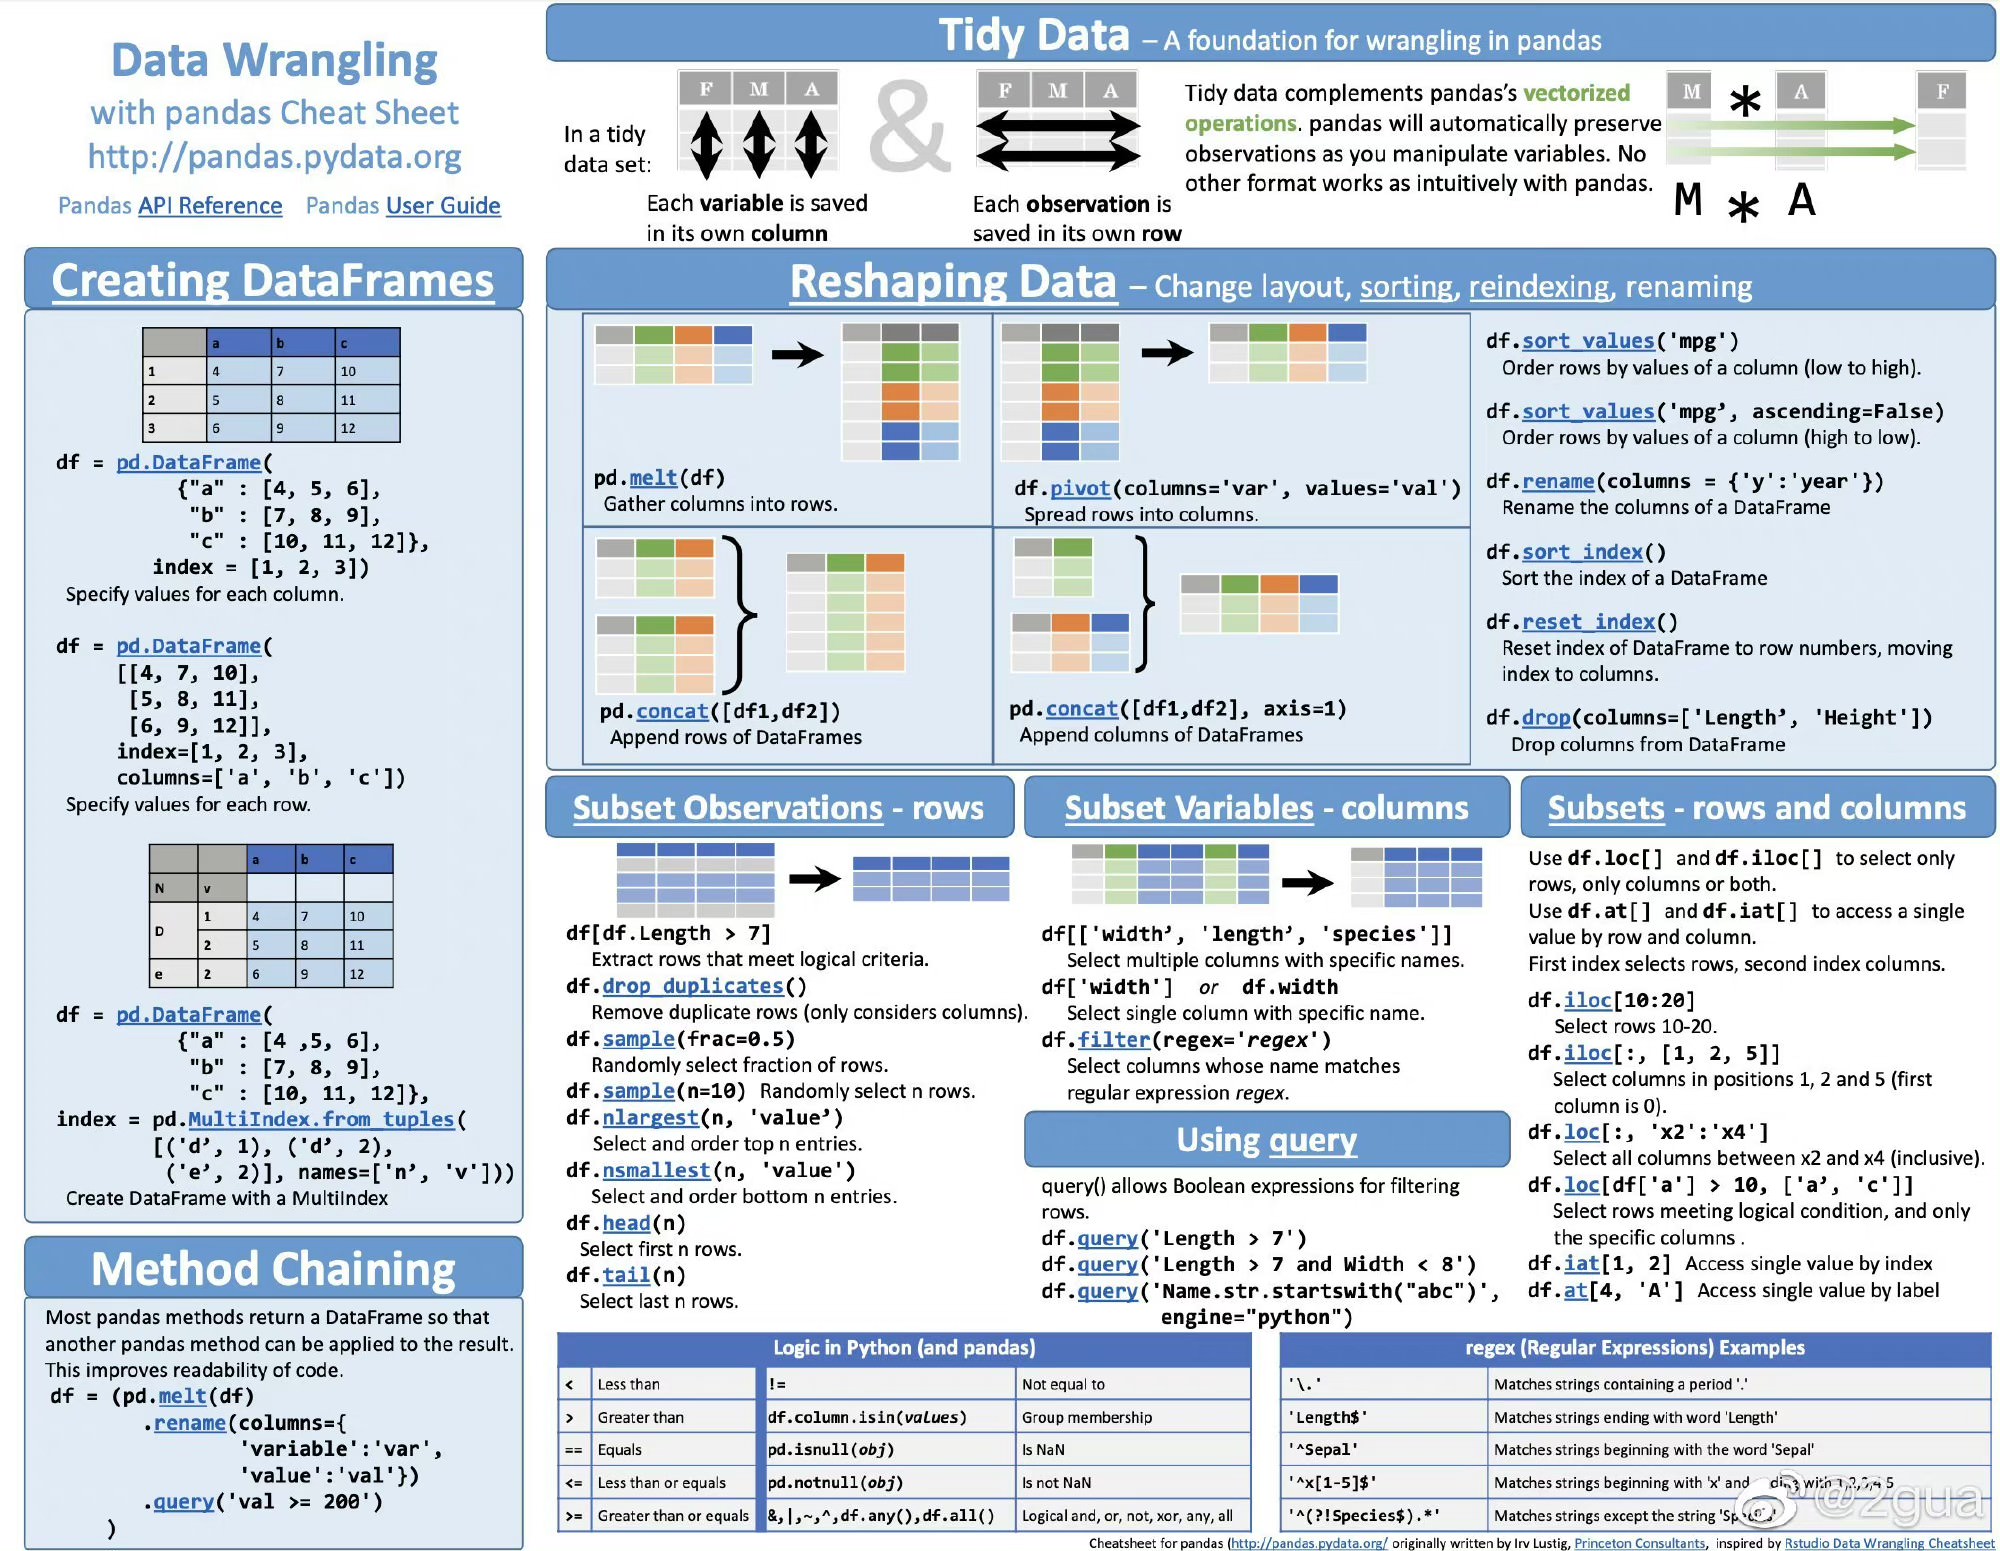 Data Wrangling
with pandas Cheat Sheet
http://pandas.pydata.org
Pandas API Reference Pandas User Guide
Tidy Data – A foundation for wrangling in pandas
In a tidy
data set:
F M A
Each variable is saved
in its own column
&
F M A
Each observation is
saved in its own row
Tidy data complements pandas's vectorized
operations. pandas will automatically preserve
observations as you manipulate variables. No
other format works as intuitively with pandas.
M * A F
M * A
Creating DataFrames
a b c
1 4 7 10
2 5 8 11
3 6 9 12
df = pd.DataFrame(
{"a" : [4, 5, 6],
"b" : [7, 8, 9],
"c" : [10, 11, 12]},
index = [1, 2, 3])
Specify values for each column.
df = pd.DataFrame(
[[4, 7, 10],
[5, 8, 11],
[6, 9, 12]],
index=[1, 2, 3],
columns=['a', 'b', 'c'])
Specify values for each row.
a b c
N v
D 1 4 7 10
2 5 8 11
e 2 6 9 12
df = pd.DataFrame(
{"a" : [4 ,5, 6],
"b" : [7, 8, 9],
"c" : [10, 11, 12]},
index = pd.MultiIndex.from_tuples(
[('d’, 1), ('d’, 2),
('e’, 2)], names=['n’, 'v']))
Create DataFrame with a MultiIndex
Method Chaining
Most pandas methods return a DataFrame so that
another pandas method can be applied to the result.
This improves readability of code.
df = (pd.melt(df)
.rename(columns={
'variable':'var',
'value':'val'})
.query('val >= 200')
)
Reshaping Data – Change layout, sorting, reindexing, renaming
pd.melt(df)
Gather columns into rows.
df.pivot(columns='var', values='val')
Spread rows into columns.
pd.concat([df1,df2])
Append rows of DataFrames
pd.concat([df1,df2], axis=1)
Append columns of DataFrames
df.sort_values('mpg')
Order rows by values of a column (low to high).
df.sort_values('mpg’, ascending=False)
Order rows by values of a column (high to low).
df.rename(columns = {'y':'year'})
Rename the columns of a DataFrame
df.sort_index()
Sort the index of a DataFrame
df.reset_index()
Reset index of DataFrame to row numbers, moving
index to columns.
df.drop(columns=['Length’, 'Height'])
Drop columns from DataFrame
Subset Observations - rows
df[df.Length > 7]
Extract rows that meet logical criteria.
df.drop_duplicates()
Remove duplicate rows (only considers columns).
df.sample(frac=0.5)
Randomly select fraction of rows.
df.sample(n=10) Randomly select n rows.
df.nlargest(n, 'value’)
Select and order top n entries.
df.nsmallest(n, 'value')
Select and order bottom n entries.
df.head(n)
Select first n rows.
df.tail(n)
Select last n rows.
Subset Variables - columns
df[['width’, 'length’, 'species']]
Select multiple columns with specific names.
df['width'] or df.width
Select single column with specific name.
df.filter(regex='regex')
Select columns whose name matches
regular expression regex.
Using query
query() allows Boolean expressions for filtering
rows.
df.query('Length > 7')
df.query('Length > 7 and Width < 8')
df.query('Name.str.startswith("abc")',
engine="python")
Subsets - rows and columns
Use df.loc[] and df.iloc[] to select only
rows, only columns or both.
Use df.at[] and df.iat[] to access a single
value by row and column.
First index selects rows, second index columns.
df.iloc[10:20]
Select rows 10-20.
df.iloc[:, [1, 2, 5]]
Select columns in positions 1, 2 and 5 (first
column is 0).
df.loc[:, 'x2':'x4']
Select all columns between x2 and x4 (inclusive).
df.loc[df['a'] > 10, ['a’, 'c']]
Select rows meeting logical condition, and only
the specific columns .
df.iat[1, 2] Access single value by index
df.at[4, 'A'] Access single value by label
Logic in Python (and pandas)
< Less than != Not equal to
> Greater than df.column.isin(values) Group membership
== Equals pd.isnull(obj) Is NaN
<= Less than or equals pd.notnull(obj) Is not NaN
>= Greater than or equals &,|,~,^,df.any(),df.all() Logical and, or, not, xor, any, all
regex (Regular Expressions) Examples
'\.' Matches strings containing a period '.'
'Length$' Matches strings ending with word 'Length'
'^Sepal' Matches strings beginning with the word 'Sepal'
'^x[1-5]$' Matches strings beginning with 'x' and ending with 1,2,3,4,5
'^(?!Species$).*' Matches strings except the string 'Species'
@2gua
Cheatsheet for pandas (http://pandas.pydata.org/ originally written by Irv Lustig, Princeton Consultants, inspired by Rstudio Data Wrangling Cheatsheet